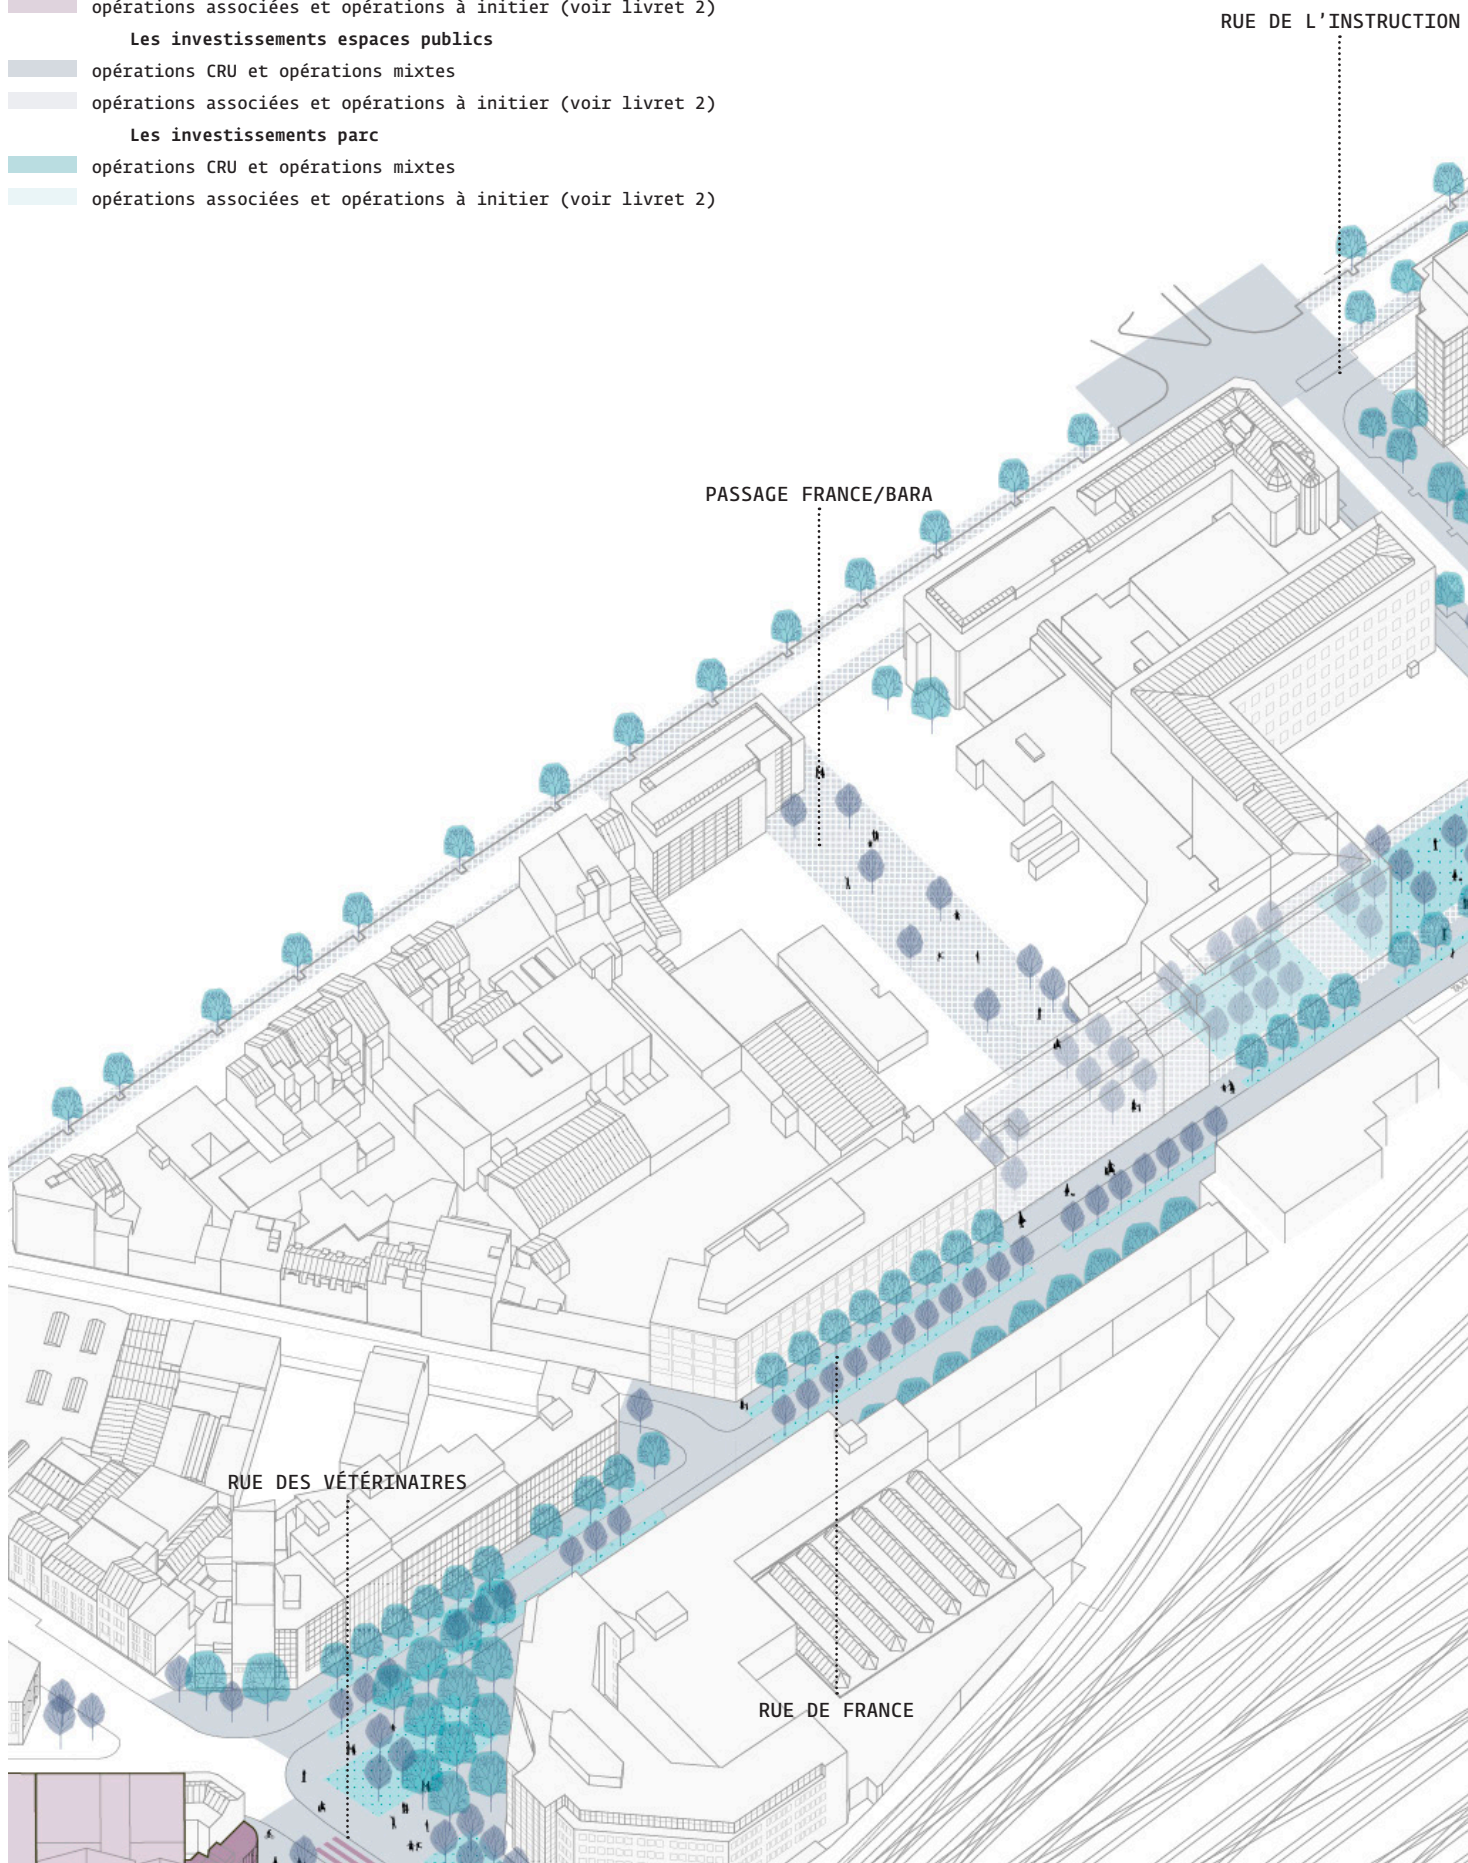 opérations associées et opérations à initier (voir livret 2)
Les investissements espaces publics
opérations CRU et opérations mixtes
opérations associées et opérations à initier (voir livret 2)
Les investissements parc
opérations CRU et opérations mixtes
opérations associées et opérations à initier (voir livret 2)
RUE DE L'INSTRUCTION
PASSAGE FRANCE/BARA
RUE DES VÉTÉRINAIRES
RUE DE FRANCE